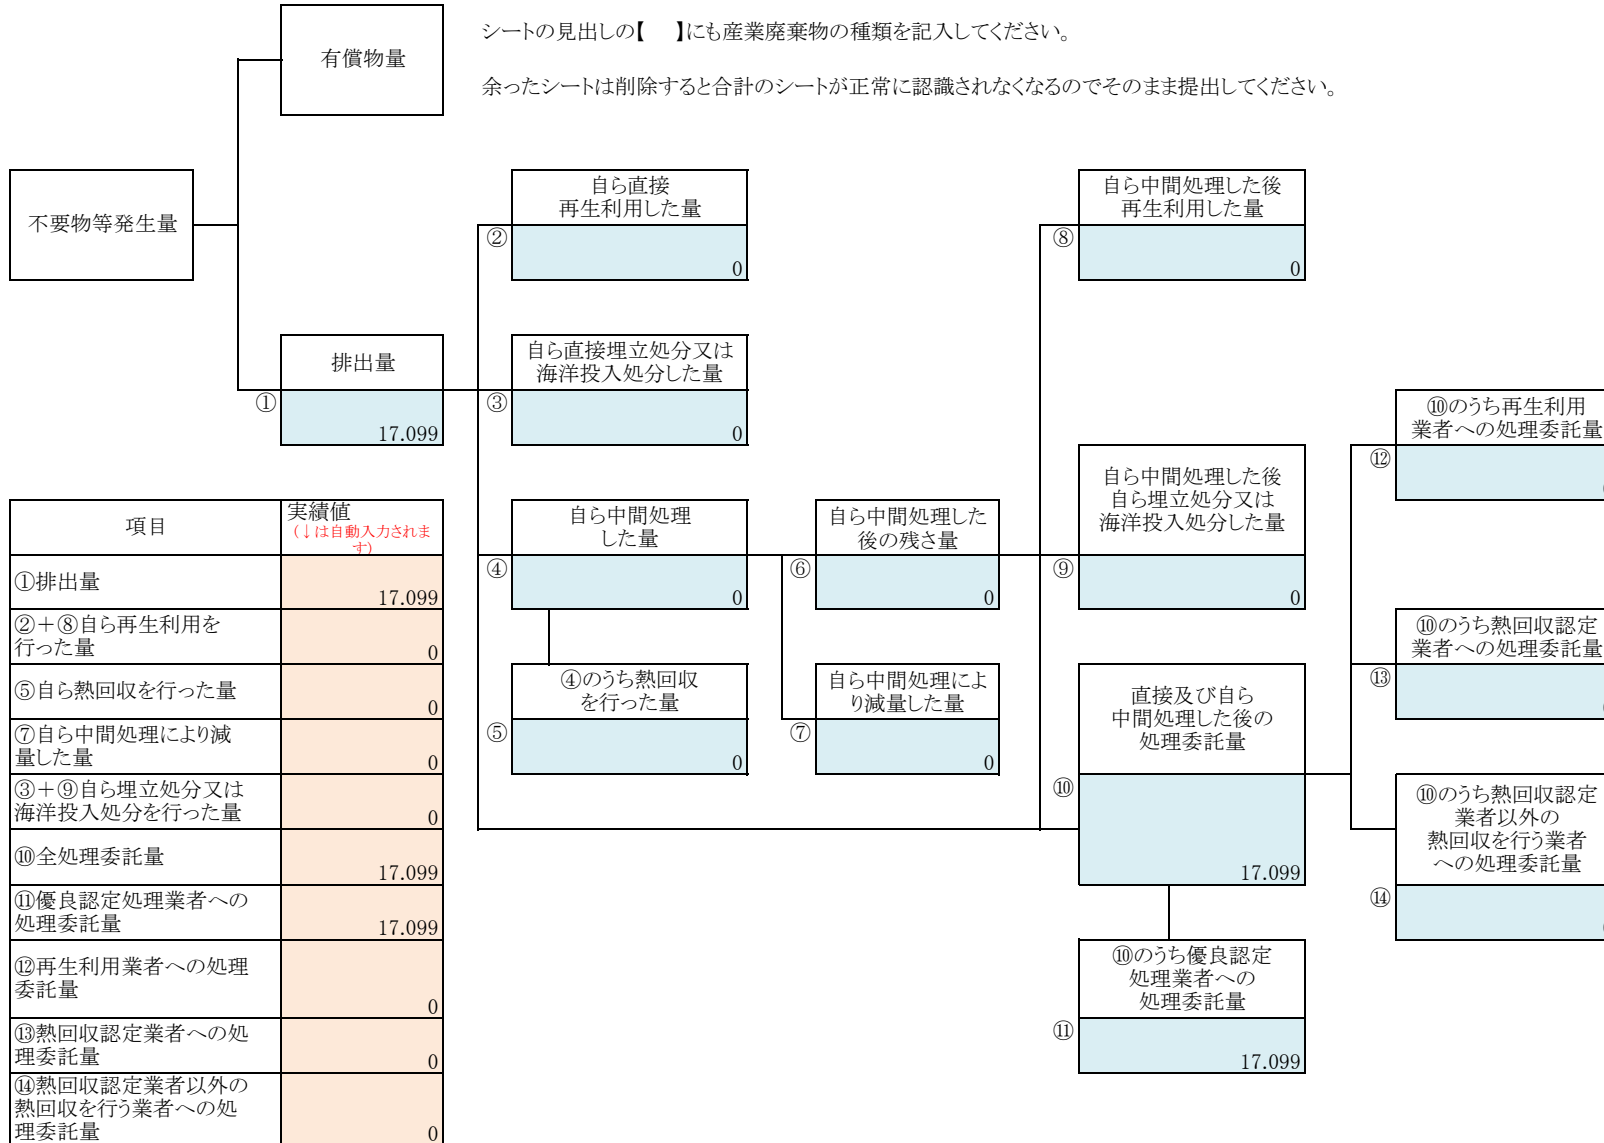 シートの見出しの【　】にも産業廃棄物の種類を記入してください。
余ったシートは削除すると合計のシートが正常に認識されなくなるのでそのまま提出してください。
有償物量
不要物等発生量
排出量
①
17.099
自ら直接
再生利用した量
②
0
自ら直接埋立処分又は
海洋投入処分した量
③
0
自ら中間処理
した量
④
0
④のうち熱回収
を行った量
⑤
0
自ら中間処理した
後の残さ量
⑥
0
自ら中間処理によ
り減量した量
⑦
0
自ら中間処理した後
再生利用した量
⑧
0
自ら中間処理した後
自ら埋立処分又は
海洋投入処分した量
⑨
0
直接及び自ら
中間処理した後の
処理委託量
⑩
17.099
⑩のうち優良認定
処理業者への
処理委託量
⑪
17.099
⑩のうち再生利用
業者への処理委託量
⑫
⑩のうち熱回収認定
業者への処理委託量
⑬
⑩のうち熱回収認定
業者以外の
熱回収を行う業者
への処理委託量
⑭
項目
実績値
(↓は自動入力されま
す)
①排出量
17.099
②＋⑧自ら再生利用を
行った量
0
⑤自ら熱回収を行った量
0
⑦自ら中間処理により減
量した量
0
③＋⑨自ら埋立処分又は
海洋投入処分を行った量
0
⑩全処理委託量
17.099
⑪優良認定処理業者への
処理委託量
17.099
⑫再生利用業者への処理
委託量
0
⑬熱回収認定業者への処
理委託量
0
⑭熱回収認定業者以外の
熱回収を行う業者への処
理委託量
0